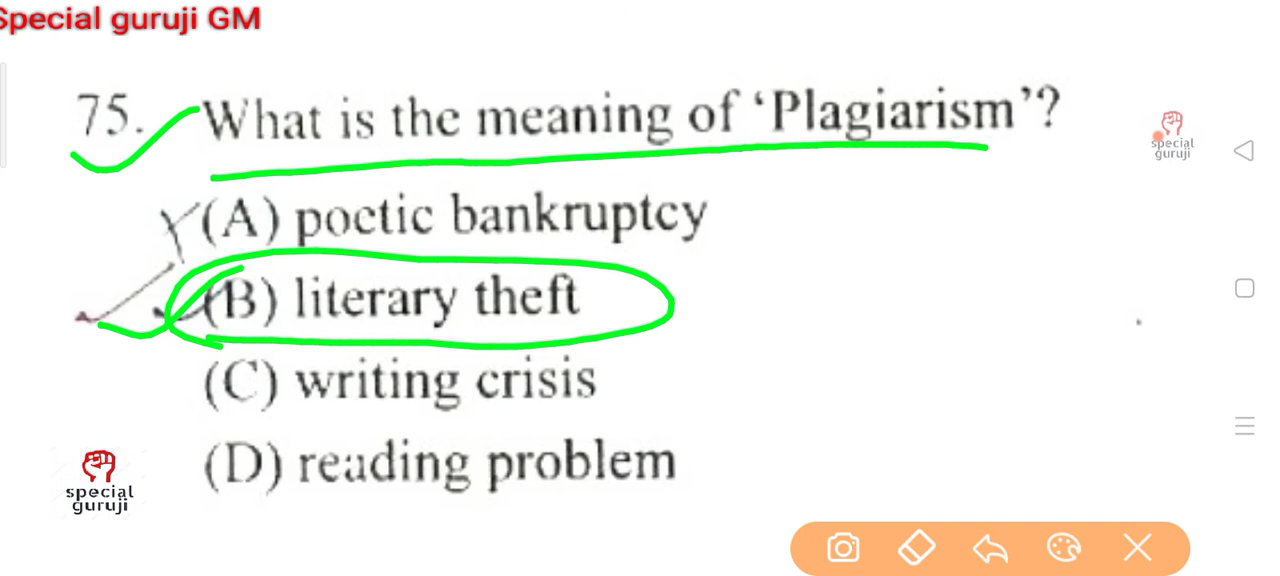 Special guruji GM
75. What is the meaning of ‘Plagiarism’?
special
guruji
(A) poetic bankruptcy
(B) literary theft
(C) writing crisis
(D) reading problem
special
guruji